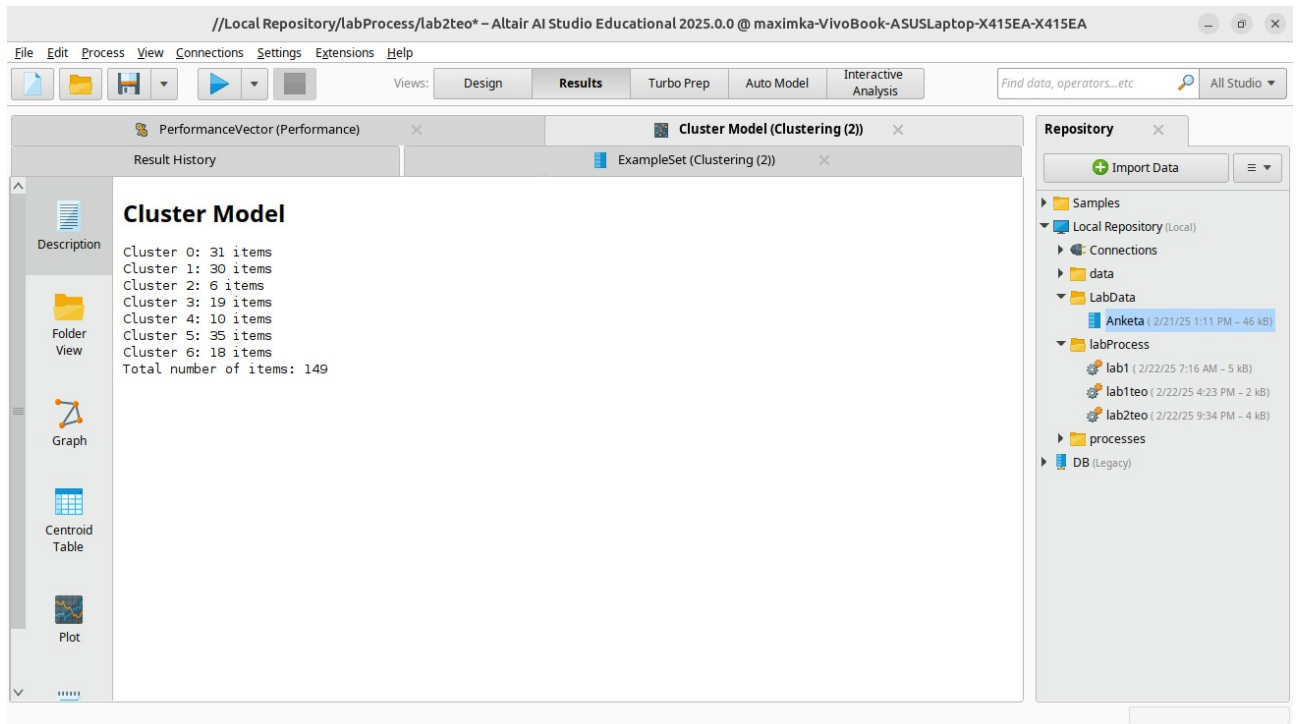 //Local Repository/labProcess/lab2teo* – Altair AI Studio Educational 2025.0.0 @ maximka-VivoBook-ASUSLaptop-X415EA-X415EA
File Edit Process View Connections Settings Extensions Help
Views: Design Results Turbo Prep Auto Model Interactive Analysis Find data, operators...etc All Studio
PerformanceVector (Performance) Cluster Model (Clustering (2))
Result History ExampleSet (Clustering (2))
Description
Folder View
Graph
Centroid Table
Plot
Cluster Model
Cluster 0: 31 items
Cluster 1: 30 items
Cluster 2: 6 items
Cluster 3: 19 items
Cluster 4: 10 items
Cluster 5: 35 items
Cluster 6: 18 items
Total number of items: 149
Repository
Import Data
Samples
Local Repository (Local)
Connections
data
LabData
Anketa ( 2/21/25 1:11 PM – 46 kB)
labProcess
lab1 ( 2/22/25 7:16 AM – 5 kB)
lab1teo ( 2/22/25 4:23 PM – 2 kB)
lab2teo ( 2/22/25 9:34 PM – 4 kB)
processes
DB (Legacy)